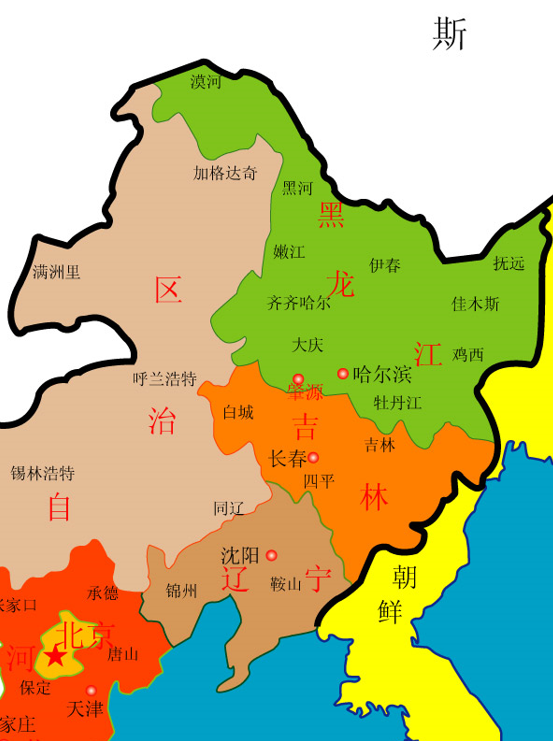 斯
漠河
加格达奇
黑河
黑
嫩江
伊春
抚远
满洲里
区
龙
齐齐哈尔
佳木斯
大庆
江
鸡西
呼兰浩特
哈尔滨
肇源
牡丹江
治
白城
吉
吉林
长春
锡林浩特
四平
林
自
同辽
沈阳
辽
宁
鞍山
朝
鲜
锦州
承德
张家口
北京
河
唐山
保定
天津
家庄